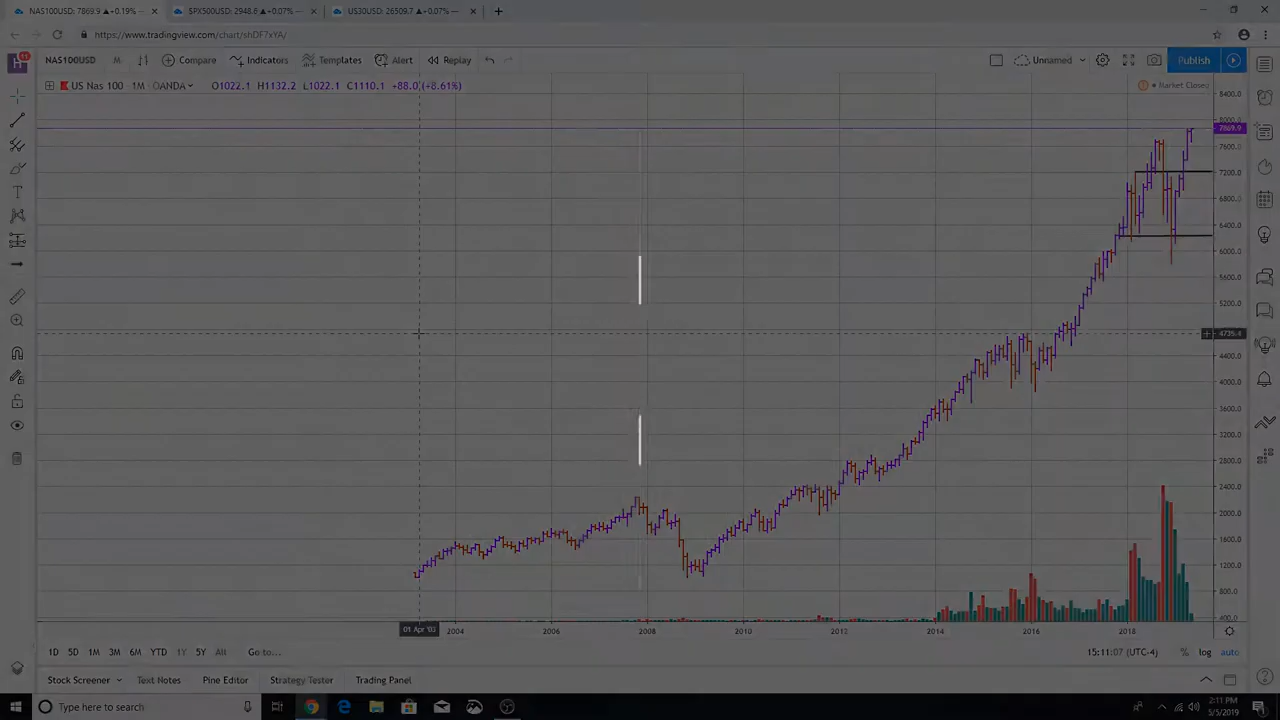 NAS100USD: 7869.9 ▲+0.19% ×
SPX500USD: 2948.6 ▲+0.07% ×
US30USD: 26509.7 ▲+0.07% ×
https://www.tradingview.com/chart/shDF7xYA/
NAS100USD M Compare Indicators Templates Alert Replay Unnamed Publish
US Nas 100 1M OANDA O1022.1 H1132.2 L1022.1 C1110.1 +88.0 (+8.61%) Market Closed
8400.0
8000.0
7869.9
7600.0
7200.0
6800.0
6400.0
6000.0
5600.0
5200.0
4735.4
4400.0
4000.0
3600.0
3200.0
2800.0
2400.0
2000.0
1600.0
1200.0
800.0
400.0
01 Apr '03 2004 2006 2008 2010 2012 2014 2016 2018
1D 5D 1M 3M 6M YTD 1Y 5Y All Go to... 15:11:07 (UTC-4) % log auto
Stock Screener Text Notes Pine Editor Strategy Tester Trading Panel
Type here to search
2:11 PM
5/5/2019